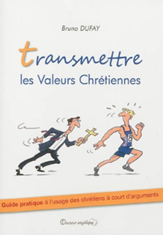 Bruno DUFAY
transmettre
les Valeurs Chrétiennes
Guide pratique à l'usage des chrétiens à court d'arguments